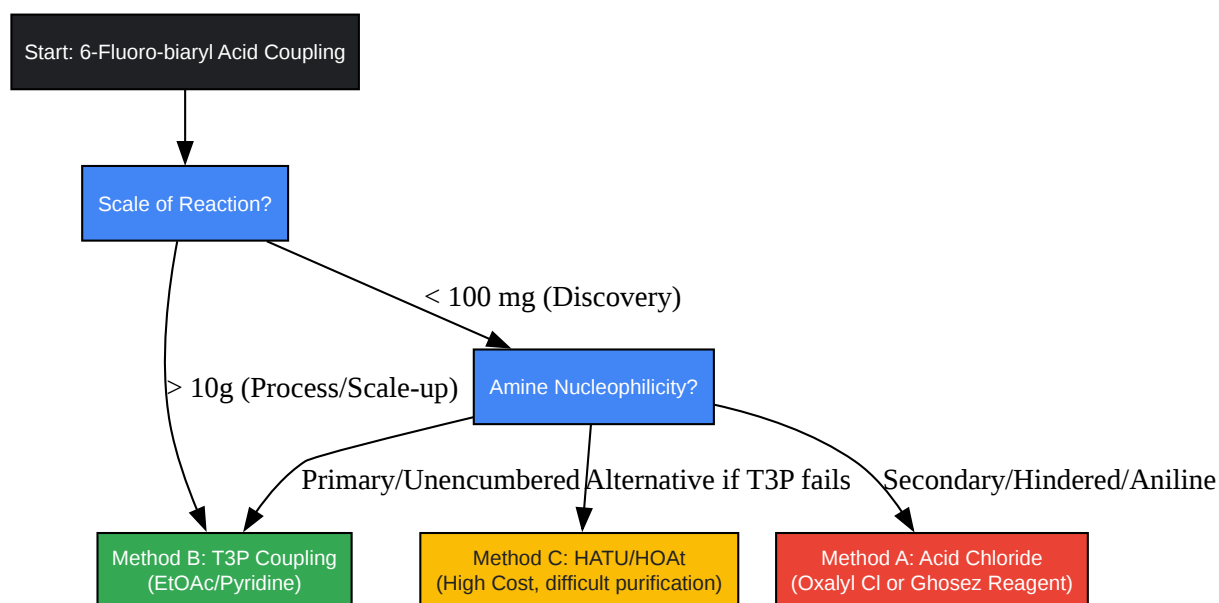 Start: 6-Fluoro-biaryl Acid Coupling
Scale of Reaction?
< 100 mg (Discovery)
> 10g (Process/Scale-up)
Amine Nucleophilicity?
Primary/Unencumbered
Alternative if T3P fails
Secondary/Hindered/Aniline
Method B: T3P Coupling
(EtOAc/Pyridine)
Method C: HATU/HOAt
(High Cost, difficult purification)
Method A: Acid Chloride
(Oxalyl Cl or Ghosez Reagent)